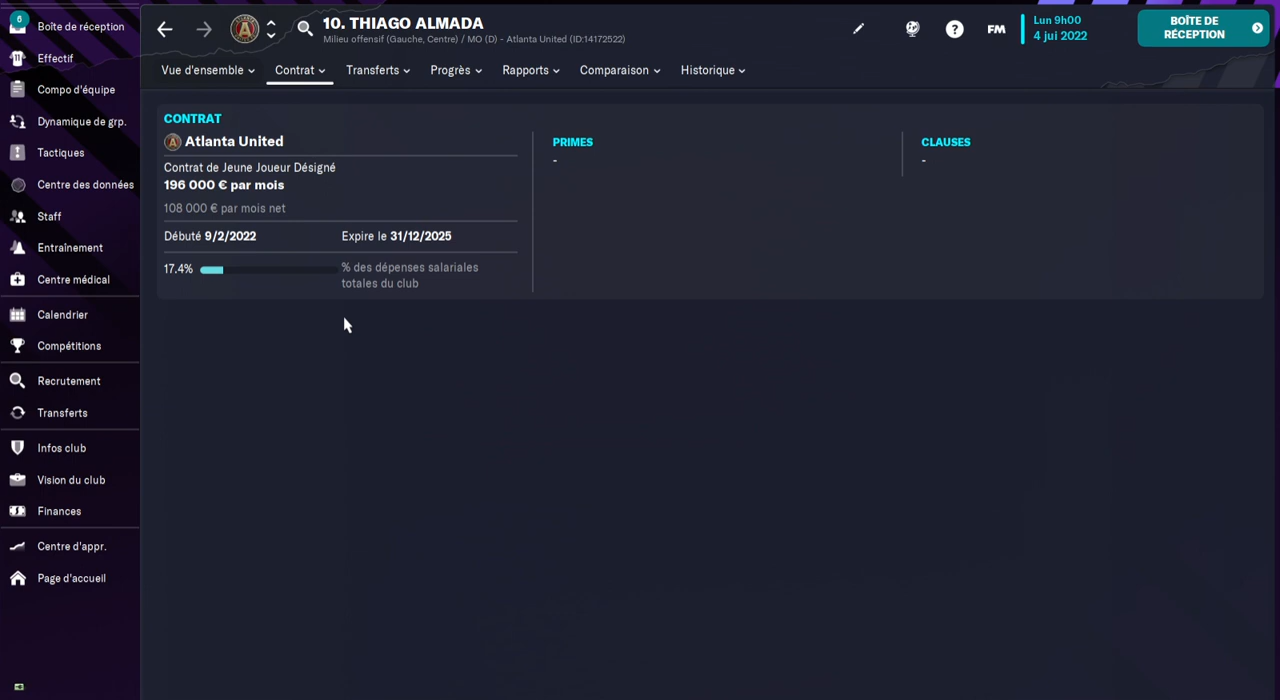 6
Boîte de réception
Effectif
Compo d'équipe
Dynamique de grp.
Tactiques
Centre des données
Staff
Entraînement
Centre médical
Calendrier
Compétitions
Recrutement
Transferts
Infos club
Vision du club
Finances
Centre d'appr.
Page d'accueil
10. THIAGO ALMADA
Milieu offensif (Gauche, Centre) / MO (D) - Atlanta United (ID:14172522)
FM
Lun 9h00
4 jui 2022
BOÎTE DE
RÉCEPTION
Vue d'ensemble
Contrat
Transferts
Progrès
Rapports
Comparaison
Historique
CONTRAT
Atlanta United
Contrat de Jeune Joueur Désigné
196 000 € par mois
108 000 € par mois net
Débuté 9/2/2022
Expire le 31/12/2025
17.4%
% des dépenses salariales
totales du club
PRIMES
-
CLAUSES
-